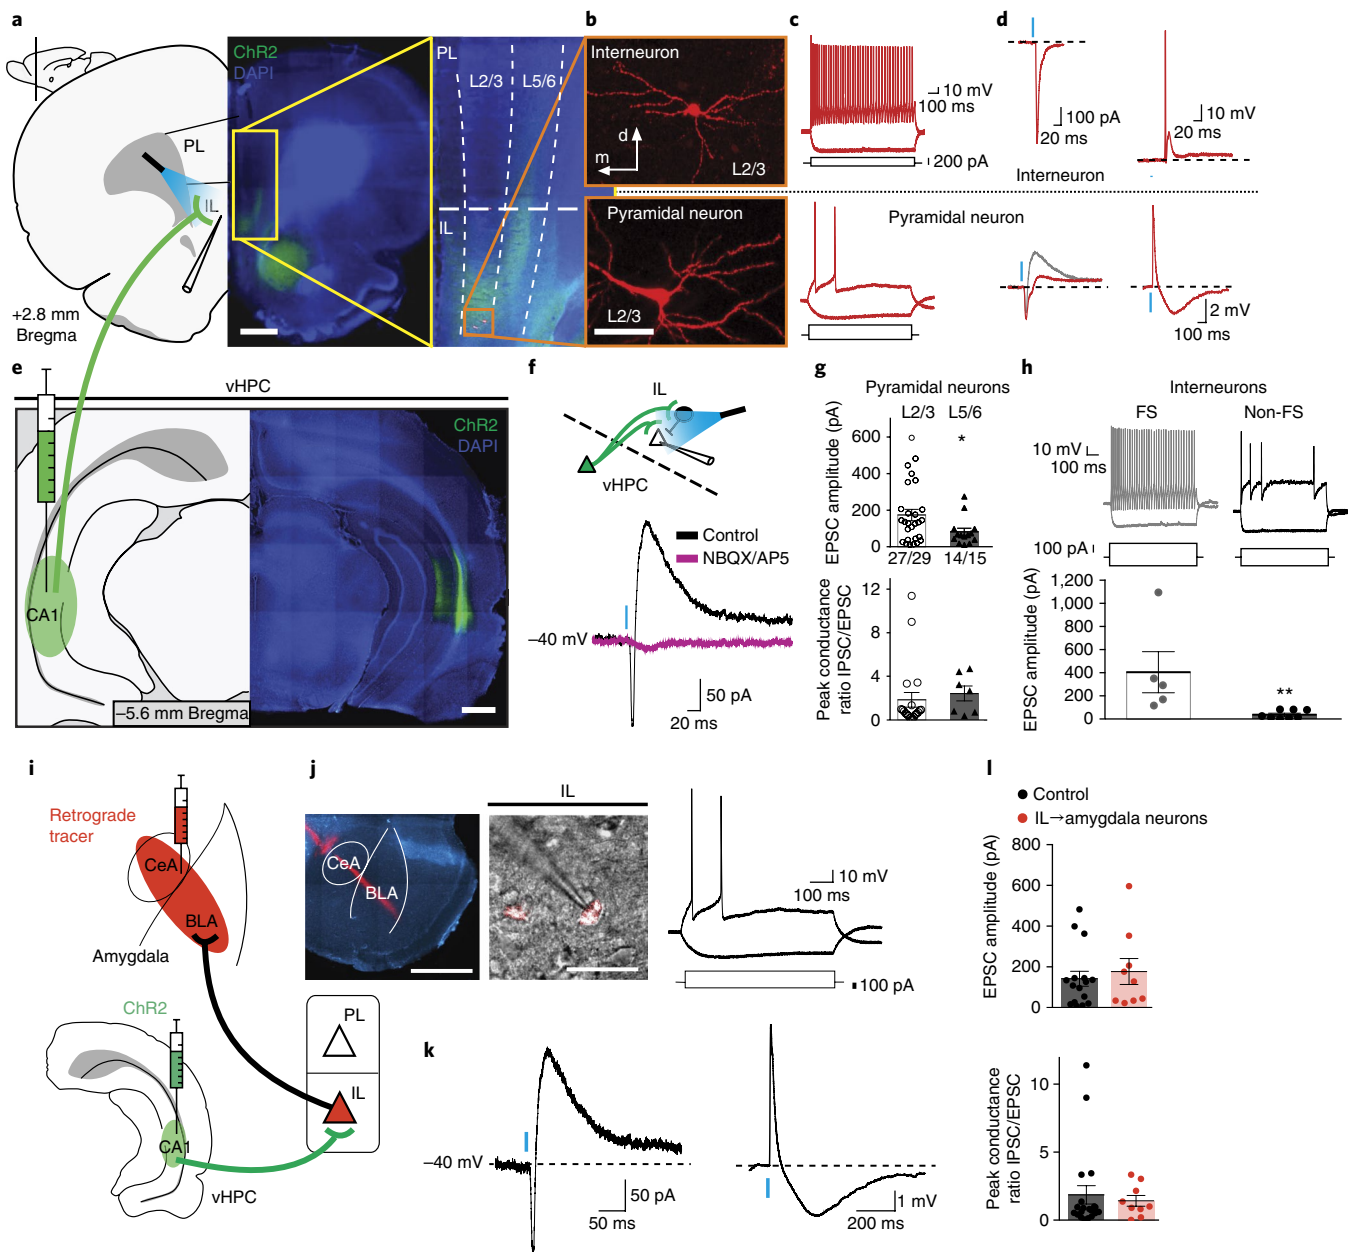 a
PL
IL
+2.8 mm
Bregma
ChR2
DAPI
PL
L2/3
L5/6
IL
b
Interneuron
d
m
L2/3
Pyramidal neuron
L2/3
c
10 mV
100 ms
200 pA
d
100 pA
20 ms
10 mV
20 ms
Interneuron
Pyramidal neuron
2 mV
100 ms
e
vHPC
ChR2
DAPI
CA1
–5.6 mm Bregma
f
IL
vHPC
Control
NBQX/AP5
–40 mV
50 pA
20 ms
g
Pyramidal neurons
L2/3 L5/6
EPSC amplitude (pA)
600
400
200
0
*
27/29 14/15
Peak conductance
ratio IPSC/EPSC
12
8
4
0
h
Interneurons
FS Non-FS
10 mV
100 ms
100 pA
EPSC amplitude (pA)
1,200
1,000
800
600
400
200
0
**
i
Retrograde
tracer
CeA
BLA
Amygdala
ChR2
CA1
vHPC
PL
IL
j
CeA
BLA
IL
10 mV
100 ms
100 pA
k
–40 mV
50 pA
50 ms
1 mV
200 ms
l
Control
IL→amygdala neurons
EPSC amplitude (pA)
800
600
400
200
0
Peak conductance
ratio IPSC/EPSC
10
5
0